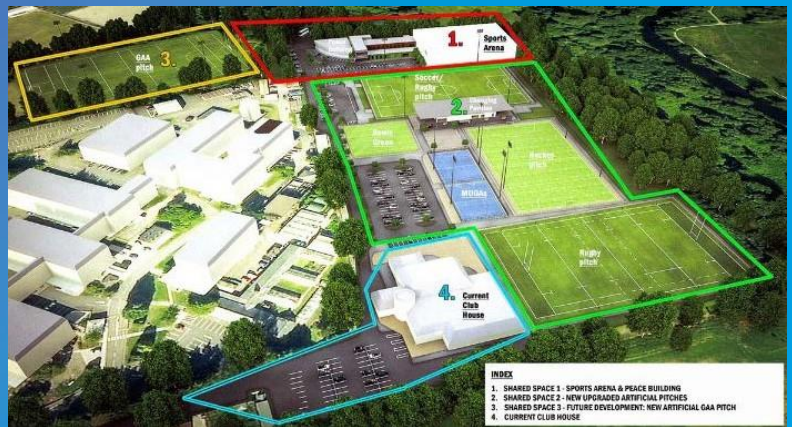 GAA
pitch
3.
1.
Sports
Arena
Soccer/
Rugby
pitch
2.
Bowls
Green
Hockey
pitch
MUGAs
Rugby
pitch
4.
Current
Club
House
INDEX
1. SHARED SPACE 1 - SPORTS ARENA & PEACE BUILDING
2. SHARED SPACE 2 - NEW UPGRADED ARTIFICIAL PITCHES
3. SHARED SPACE 3 - FUTURE DEVELOPMENT: NEW ARTIFICIAL GAA PITCH
4. CURRENT CLUB HOUSE